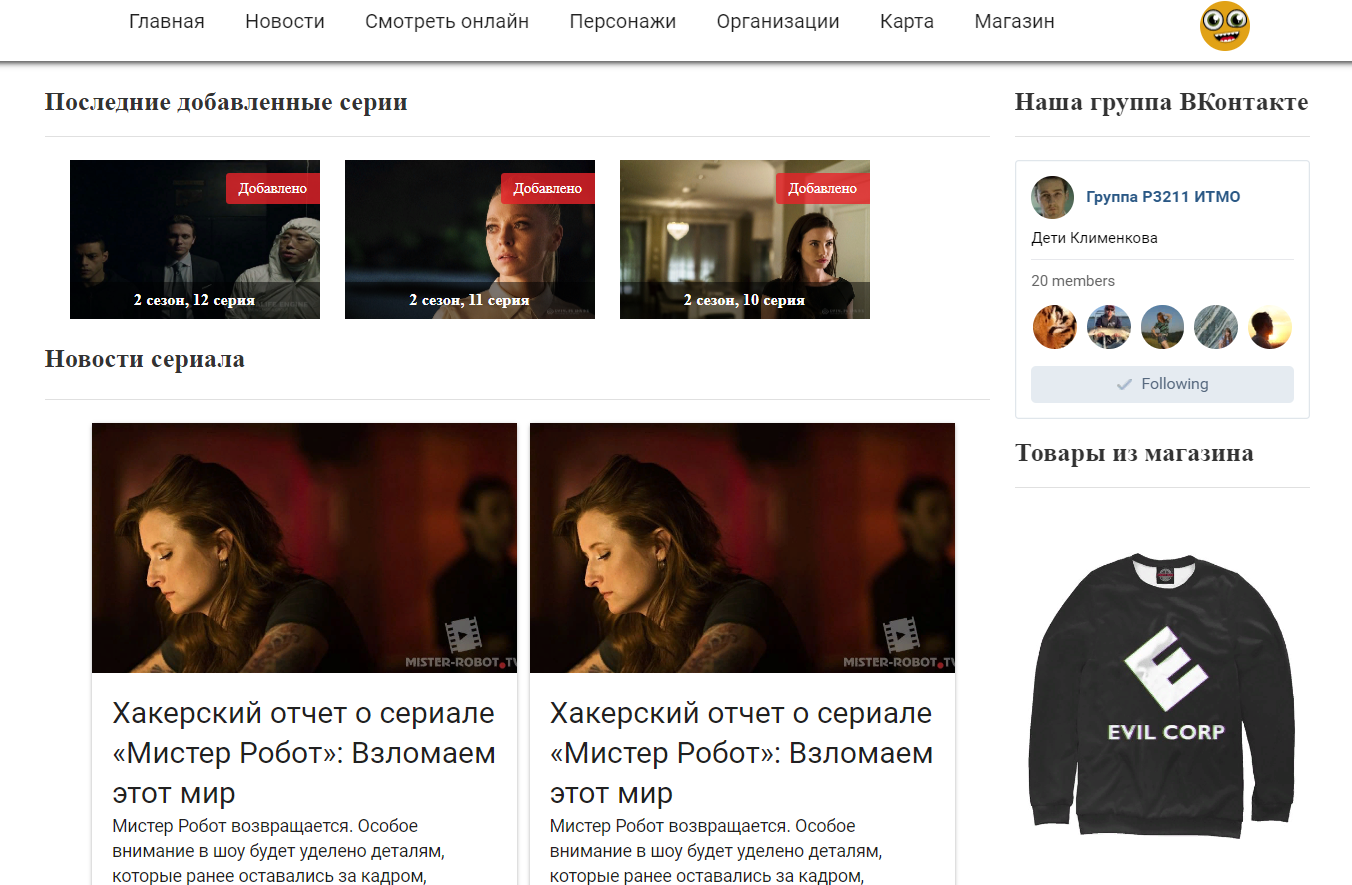 Главная Новости Смотреть онлайн Персонажи Организации Карта Магазин
Последние добавленные серии
Добавлено
2 сезон, 12 серия
Добавлено
2 сезон, 11 серия
Добавлено
2 сезон, 10 серия
Новости сериала
MISTER-ROBOT.TV
Хакерский отчет о сериале
«Мистер Робот»: Взломаем
этот мир
Мистер Робот возвращается. Особое
внимание в шоу будет уделено деталям,
которые ранее оставались за кадром,
MISTER-ROBOT.TV
Хакерский отчет о сериале
«Мистер Робот»: Взломаем
этот мир
Мистер Робот возвращается. Особое
внимание в шоу будет уделено деталям,
которые ранее оставались за кадром,
Наша группа ВКонтакте
Группа P3211 ИТМО
Дети Клименкова
20 members
Following
Товары из магазина
EVIL CORP